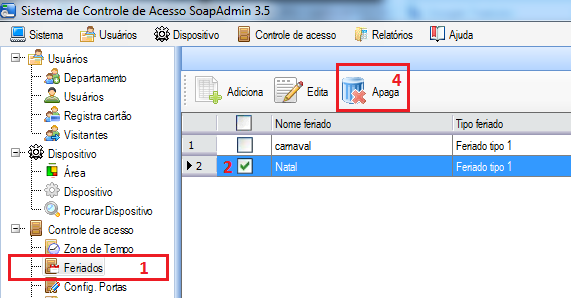 Sistema de Controle de Acesso SoapAdmin 3.5
Sistema Usuários Dispositivo Controle de acesso Relatórios Ajuda
Usuários
Departamento
Usuários
Registra cartão
Visitantes
Dispositivo
Área
Dispositivo
Procurar Dispositivo
Controle de acesso
Zona de Tempo
Feriados 1
Config. Portas
4
Adiciona Edita Apaga
Nome feriado Tipo feriado
1 carnaval Feriado tipo 1
2 2 Natal Feriado tipo 1